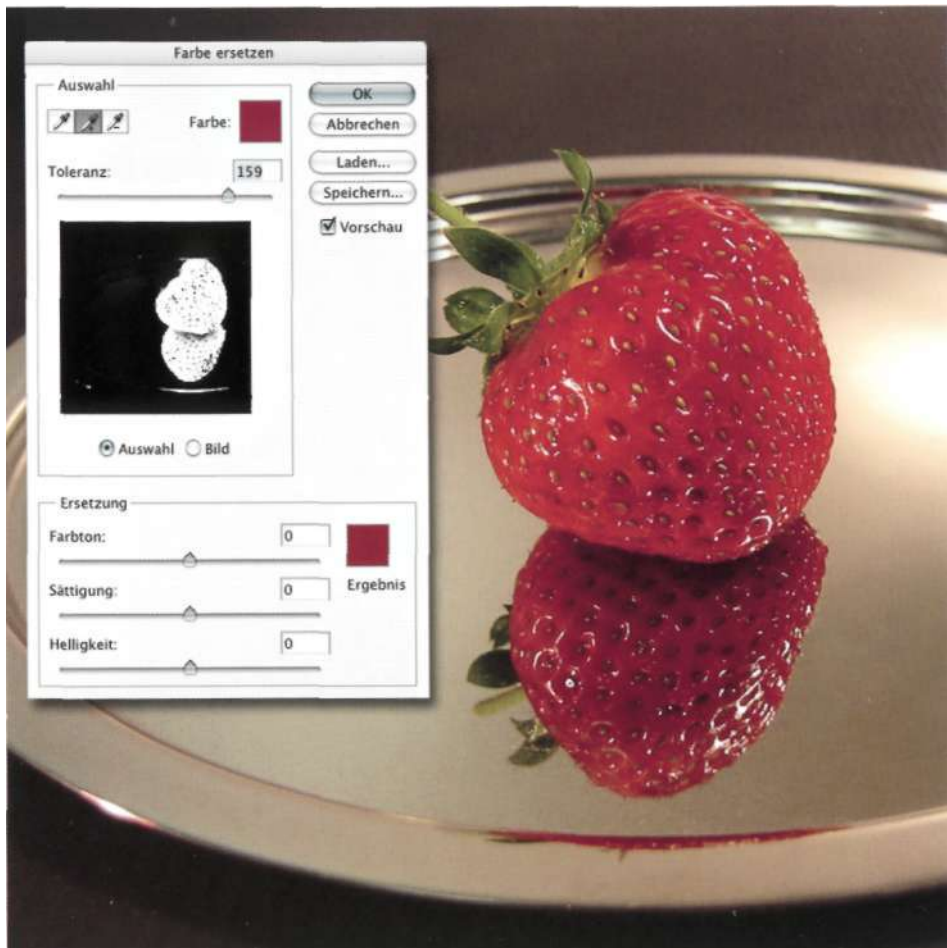 Farbe ersetzen
Auswahl
OK
Farbe:
Abbrechen
Toleranz:
159
Laden...
Speichern...
Vorschau
Auswahl
Bild
Ersetzung
Farbton:
0
Sättigung:
0
Ergebnis
Helligkeit:
0